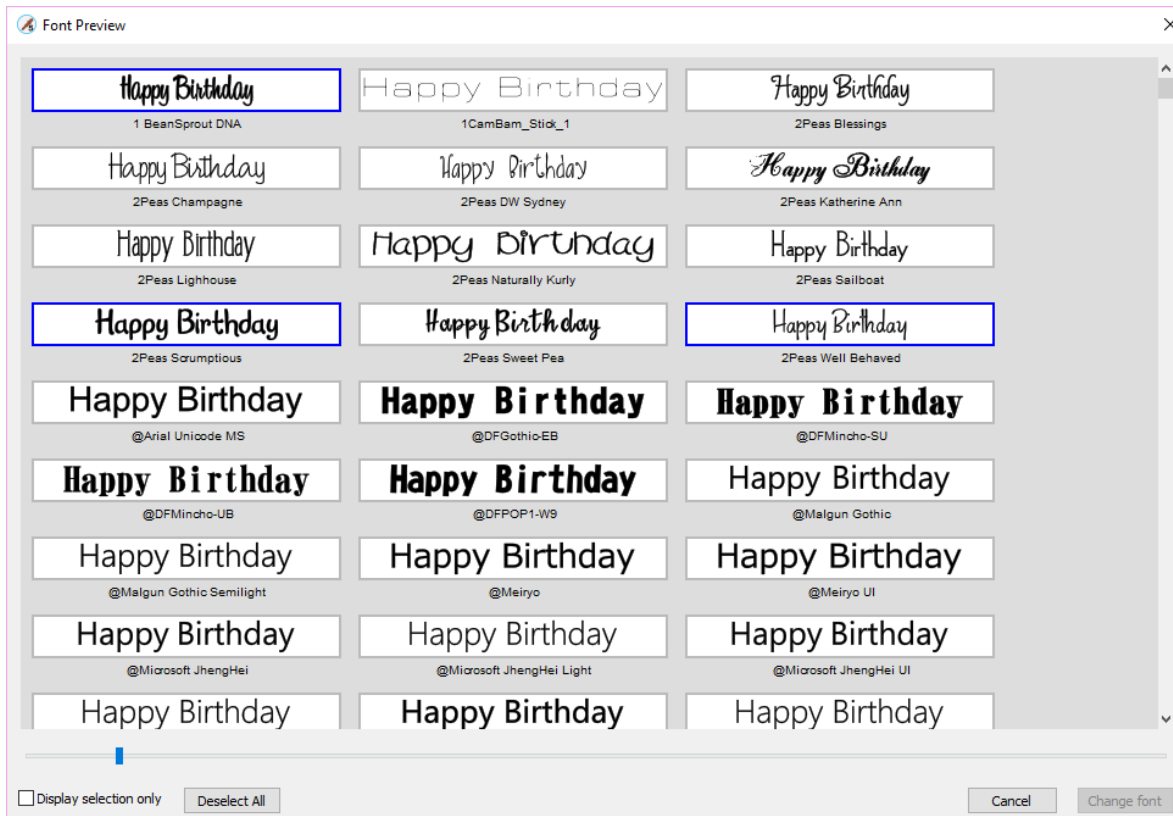 Font Preview
Happy Birthday Happy Birthday Happy Birthday
1 BeanSprout DNA 1CamBam_Stick_1 2Peas Blessings
Happy Birthday Happy Birthday Happy Birthday
2Peas Champagne 2Peas DW Sydney 2Peas Katherine Ann
Happy Birthday Happy Birthday Happy Birthday
2Peas Lighhouse 2Peas Naturally Kurly 2Peas Sailboat
Happy Birthday Happy Birthday Happy Birthday
2Peas Scrumptious 2Peas Sweet Pea 2Peas Well Behaved
Happy Birthday Happy Birthday Happy Birthday
@Arial Unicode MS @DFGothic-EB @DFMincho-SU
Happy Birthday Happy Birthday Happy Birthday
@DFMincho-UB @DFPOP1-W9 @Malgun Gothic
Happy Birthday Happy Birthday Happy Birthday
@Malgun Gothic Semilight @Meiryo @Meiryo UI
Happy Birthday Happy Birthday Happy Birthday
@Microsoft JhengHei @Microsoft JhengHei Light @Microsoft JhengHei UI
Happy Birthday Happy Birthday Happy Birthday
Display selection only Deselect All Cancel Change font